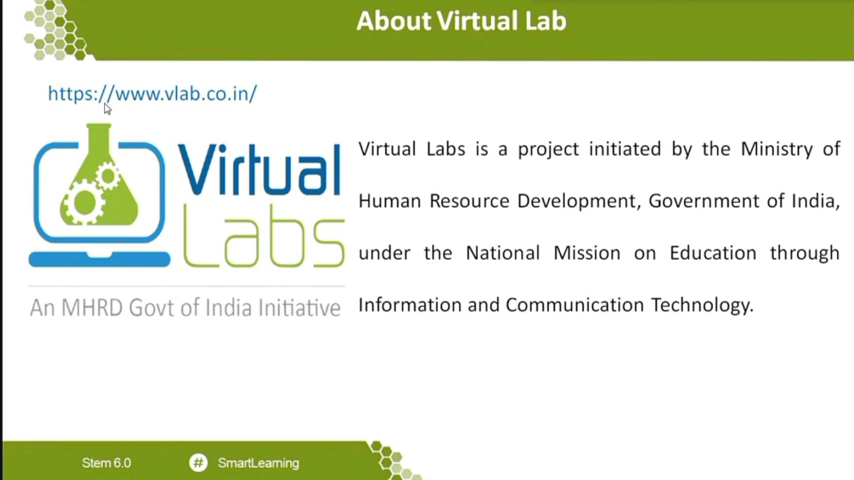 About Virtual Lab
https://www.vlab.co.in/
Virtual
Labs
An MHRD Govt of India Initiative
Virtual Labs is a project initiated by the Ministry of
Human Resource Development, Government of India,
under the National Mission on Education through
Information and Communication Technology.
Stem 6.0
# SmartLearning